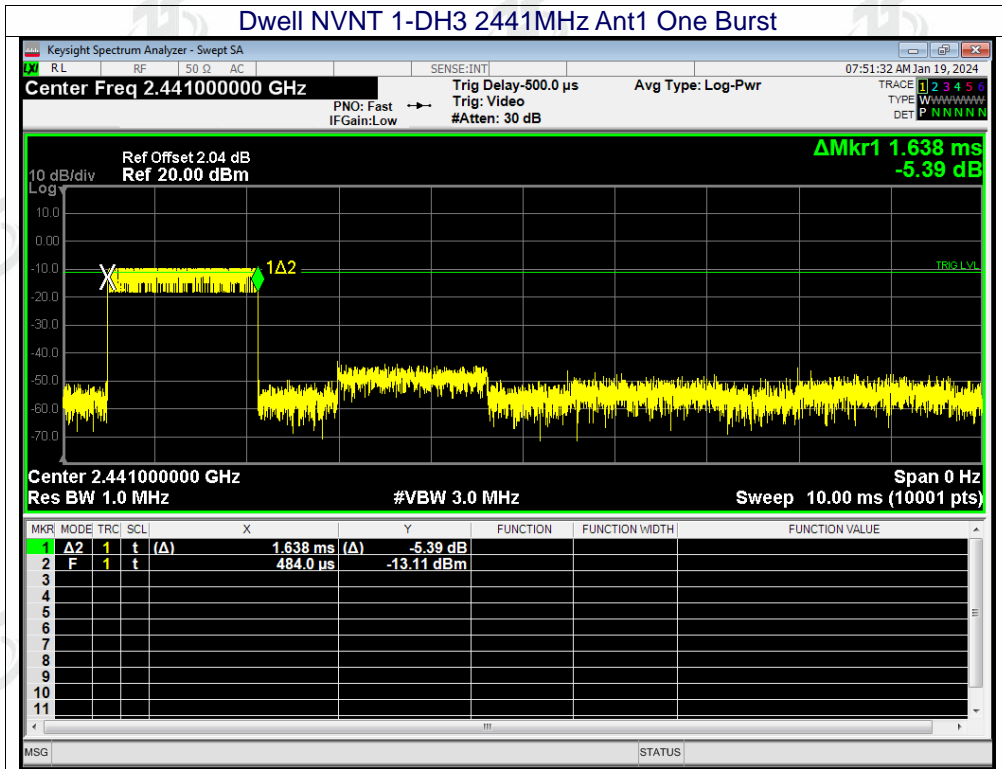 Dwell NVNT 1-DH3 2441MHz Ant1 One Burst
Keysight Spectrum Analyzer - Swept SA
LXI RL RF 50 Ω AC SENSE:INT 07:51:32 AM Jan 19, 2024
Center Freq 2.441000000 GHz Trig Delay-500.0 µs Avg Type: Log-Pwr TRACE 1 2 3 4 5 6
PNO: Fast Trig: Video TYPE WWWWWWW
IFGain:Low #Atten: 30 dB DET P N N N N N
ΔMkr1 1.638 ms
-5.39 dB
Ref Offset 2.04 dB
10 dB/div Ref 20.00 dBm
Log
10.0
0.00
-10.0
1Δ2
TRIG LVL
-20.0
-30.0
-40.0
-50.0
-60.0
-70.0
Center 2.441000000 GHz Span 0 Hz
Res BW 1.0 MHz #VBW 3.0 MHz Sweep 10.00 ms (10001 pts)
MKR MODE TRC SCL X Y FUNCTION FUNCTION WIDTH FUNCTION VALUE
1 Δ2 1 t (Δ) 1.638 ms (Δ) -5.39 dB
2 F 1 t 484.0 µs -13.11 dBm
3
4
5
6
7
8
9
10
11
MSG STATUS